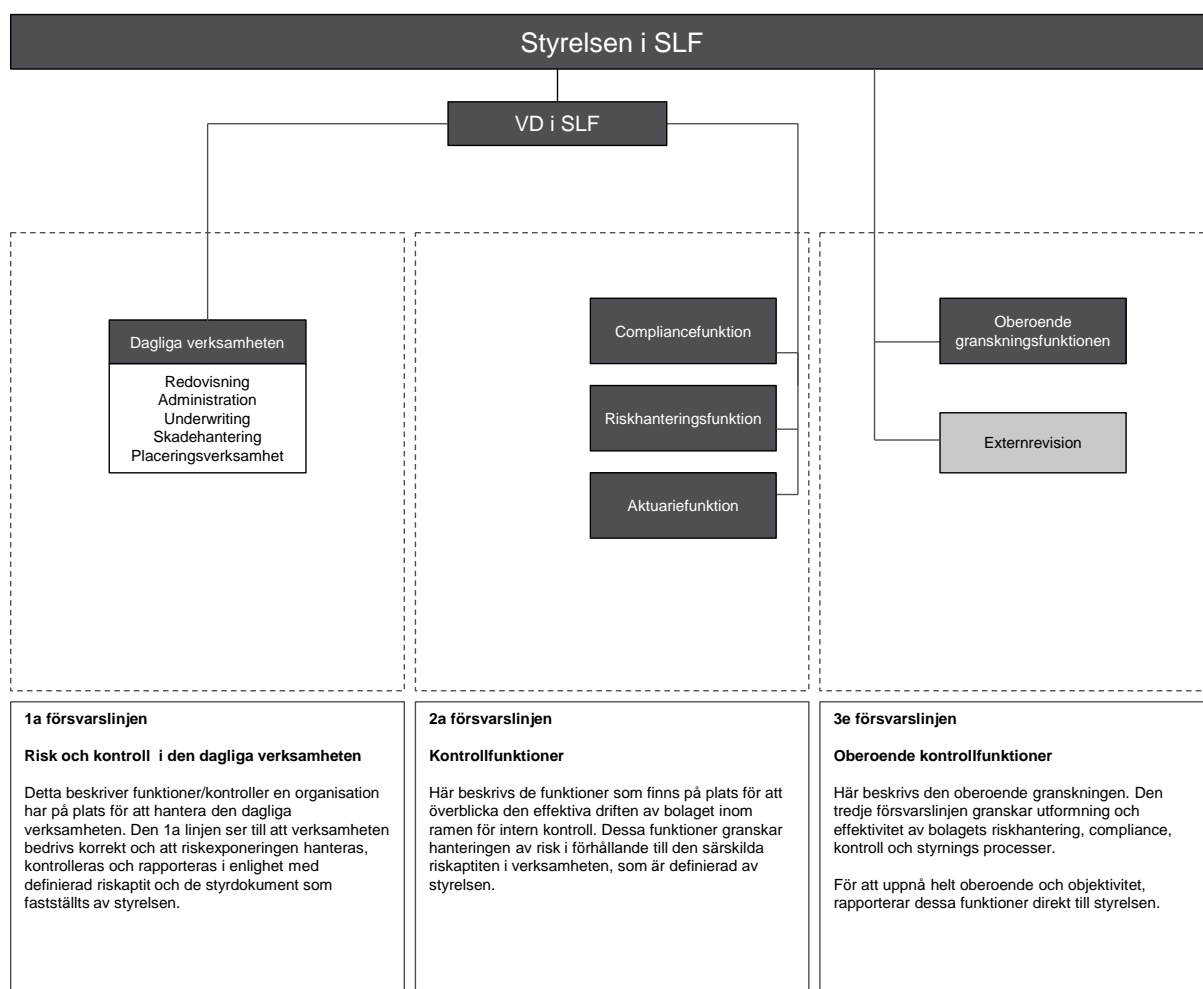 Styrelsen i SLF
VD i SLF
Dagliga verksamheten
Redovisning
Administration
Underwriting
Skadehantering
Placeringsverksamhet
Compliancefunktion
Riskhanteringsfunktion
Aktuariefunktion
Oberoende
granskningsfunktionen
Externrevision
1a försvarslinjen
Risk och kontroll i den dagliga verksamheten
Detta beskriver funktioner/kontroller en organisation
har på plats för att hantera den dagliga
verksamheten. Den 1a linjen ser till att verksamheten
bedrivs korrekt och att riskexponeringen hanteras,
kontrolleras och rapporteras i enlighet med
definierad riskaptit och de styrdokument som
fastställts av styrelsen.
2a försvarslinjen
Kontrollfunktioner
Här beskrivs de funktioner som finns på plats för att
överblicka den effektiva driften av bolaget inom
ramen för intern kontroll. Dessa funktioner granskar
hanteringen av risk i förhållande till den särskilda
riskaptiten i verksamheten, som är definierad av
styrelsen.
3e försvarslinjen
Oberoende kontrollfunktioner
Här beskrivs den oberoende granskningen. Den
tredje försvarslinjen granskar utformning och
effektivitet av bolagets riskhantering, compliance,
kontroll och styrnings processer.
För att uppnå helt oberoende och objektivitet,
rapporterar dessa funktioner direkt till styrelsen.